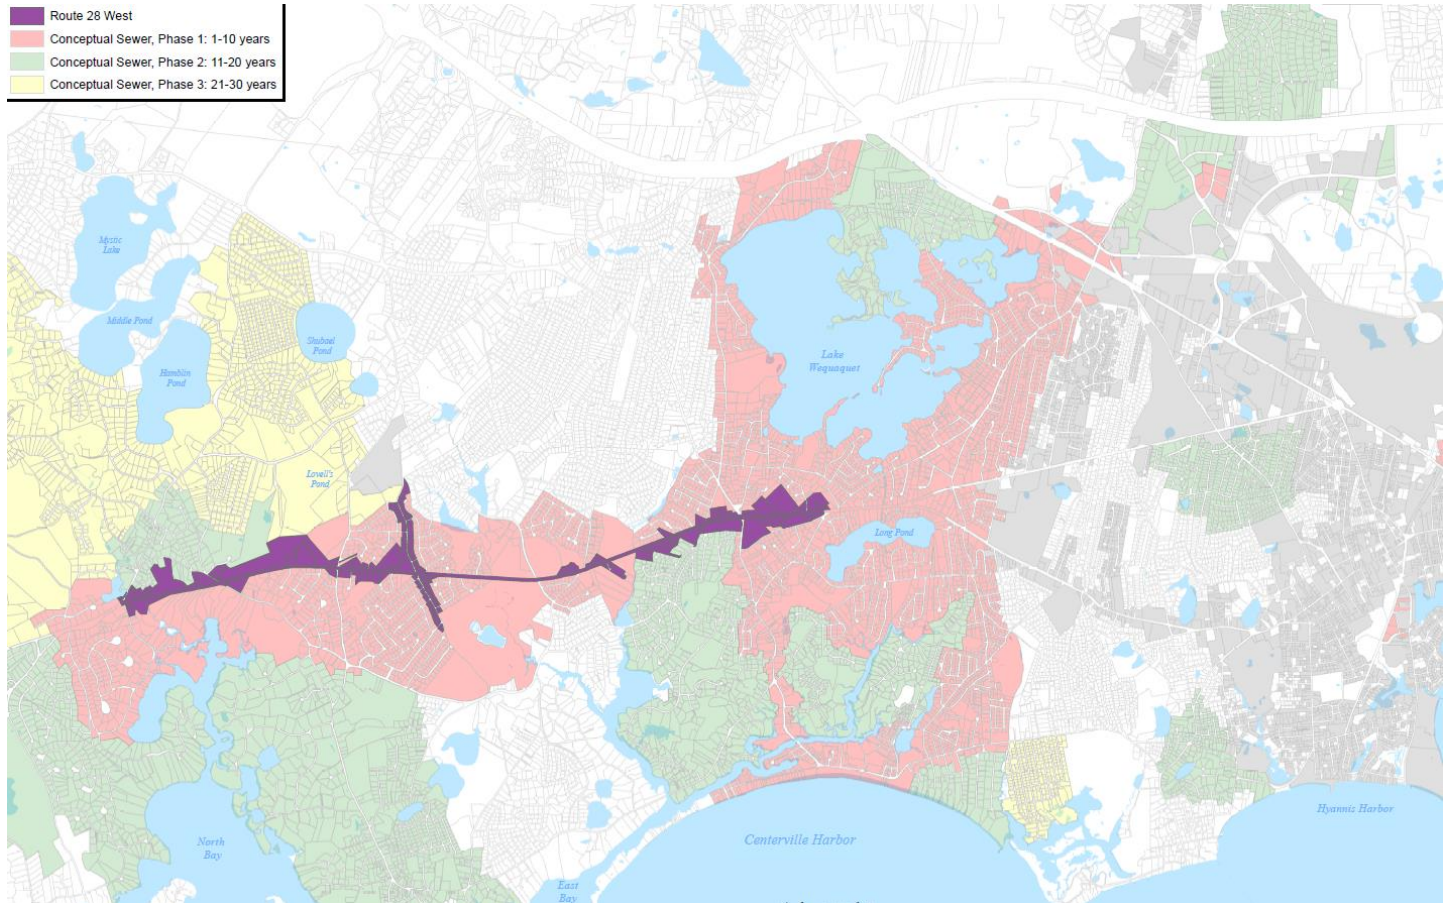 Route 28 West
Conceptual Sewer, Phase 1: 1-10 years
Conceptual Sewer, Phase 2: 11-20 years
Conceptual Sewer, Phase 3: 21-30 years
Mystic
Lake
Middle Pond
Hamblin
Pond
Shubael
Pond
Lake
Wequaquet
Lovell's
Pond
Long Pond
North
Bay
Centerville Harbor
Hyannis Harbor
East
Bay